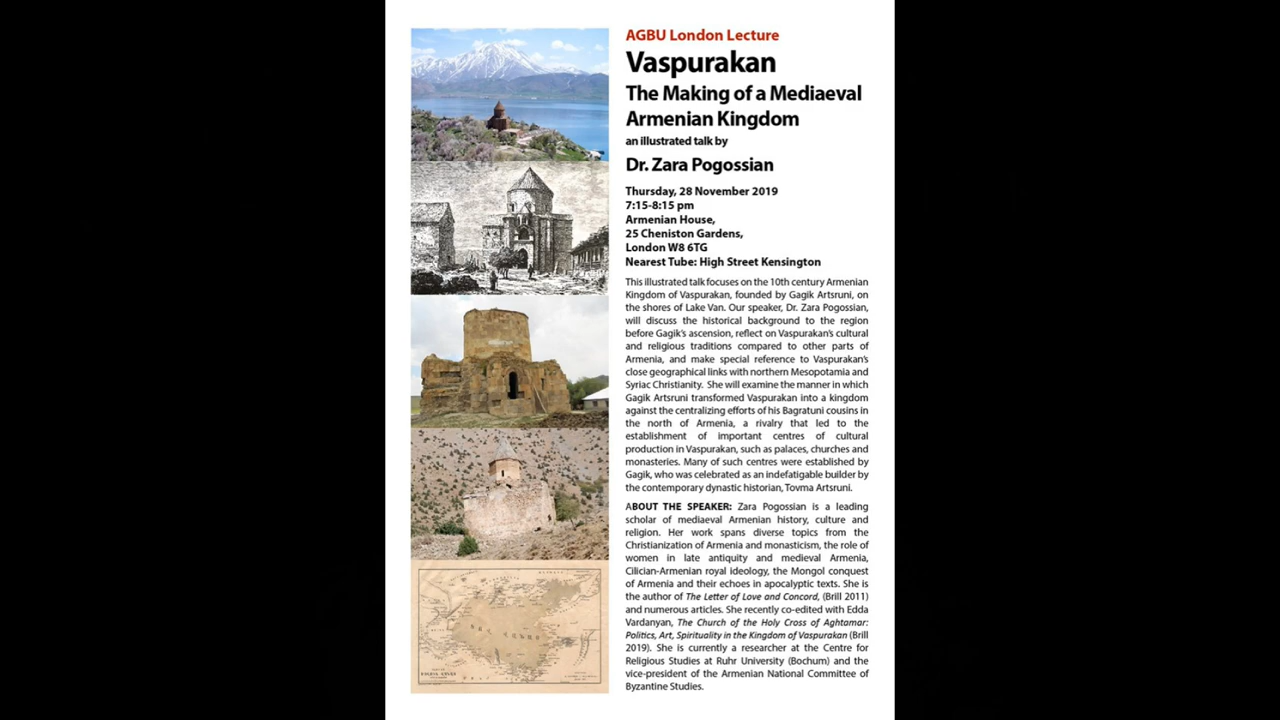 AGBU London Lecture
Vaspurakan
The Making of a Mediaeval
Armenian Kingdom
an illustrated talk by
Dr. Zara Pogossian
Thursday, 28 November 2019
7:15-8:15 pm
Armenian House,
25 Cheniston Gardens,
London W8 6TG
Nearest Tube: High Street Kensington
This illustrated talk focuses on the 10th century Armenian
Kingdom of Vaspurakan, founded by Gagik Artsruni, on
the shores of Lake Van. Our speaker, Dr. Zara Pogossian,
will discuss the historical background to the region
before Gagik's ascension, reflect on Vaspurakan's cultural
and religious traditions compared to other parts of
Armenia, and make special reference to Vaspurakan's
close geographical links with northern Mesopotamia and
Syriac Christianity. She will examine the manner in which
Gagik Artsruni transformed Vaspurakan into a kingdom
against the centralizing efforts of his Bagratuni cousins in
the north of Armenia, a rivalry that led to the
establishment of important centres of cultural
production in Vaspurakan, such as palaces, churches and
monasteries. Many of such centres were established by
Gagik, who was celebrated as an indefatigable builder by
the contemporary dynastic historian, Tovma Artsruni.
ABOUT THE SPEAKER: Zara Pogossian is a leading
scholar of mediaeval Armenian history, culture and
religion. Her work spans diverse topics from the
Christianization of Armenia and monasticism, the role of
women in late antiquity and medieval Armenia,
Cilician-Armenian royal ideology, the Mongol conquest
of Armenia and their echoes in apocalyptic texts. She is
the author of The Letter of Love and Concord, (Brill 2011)
and numerous articles. She recently co-edited with Edda
Vardanyan, The Church of the Holy Cross of Aghtamar:
Politics, Art, Spirituality in the Kingdom of Vaspurakan (Brill
2019). She is currently a researcher at the Centre for
Religious Studies at Ruhr University (Bochum) and the
vice-president of the Armenian National Committee of
Byzantine Studies.